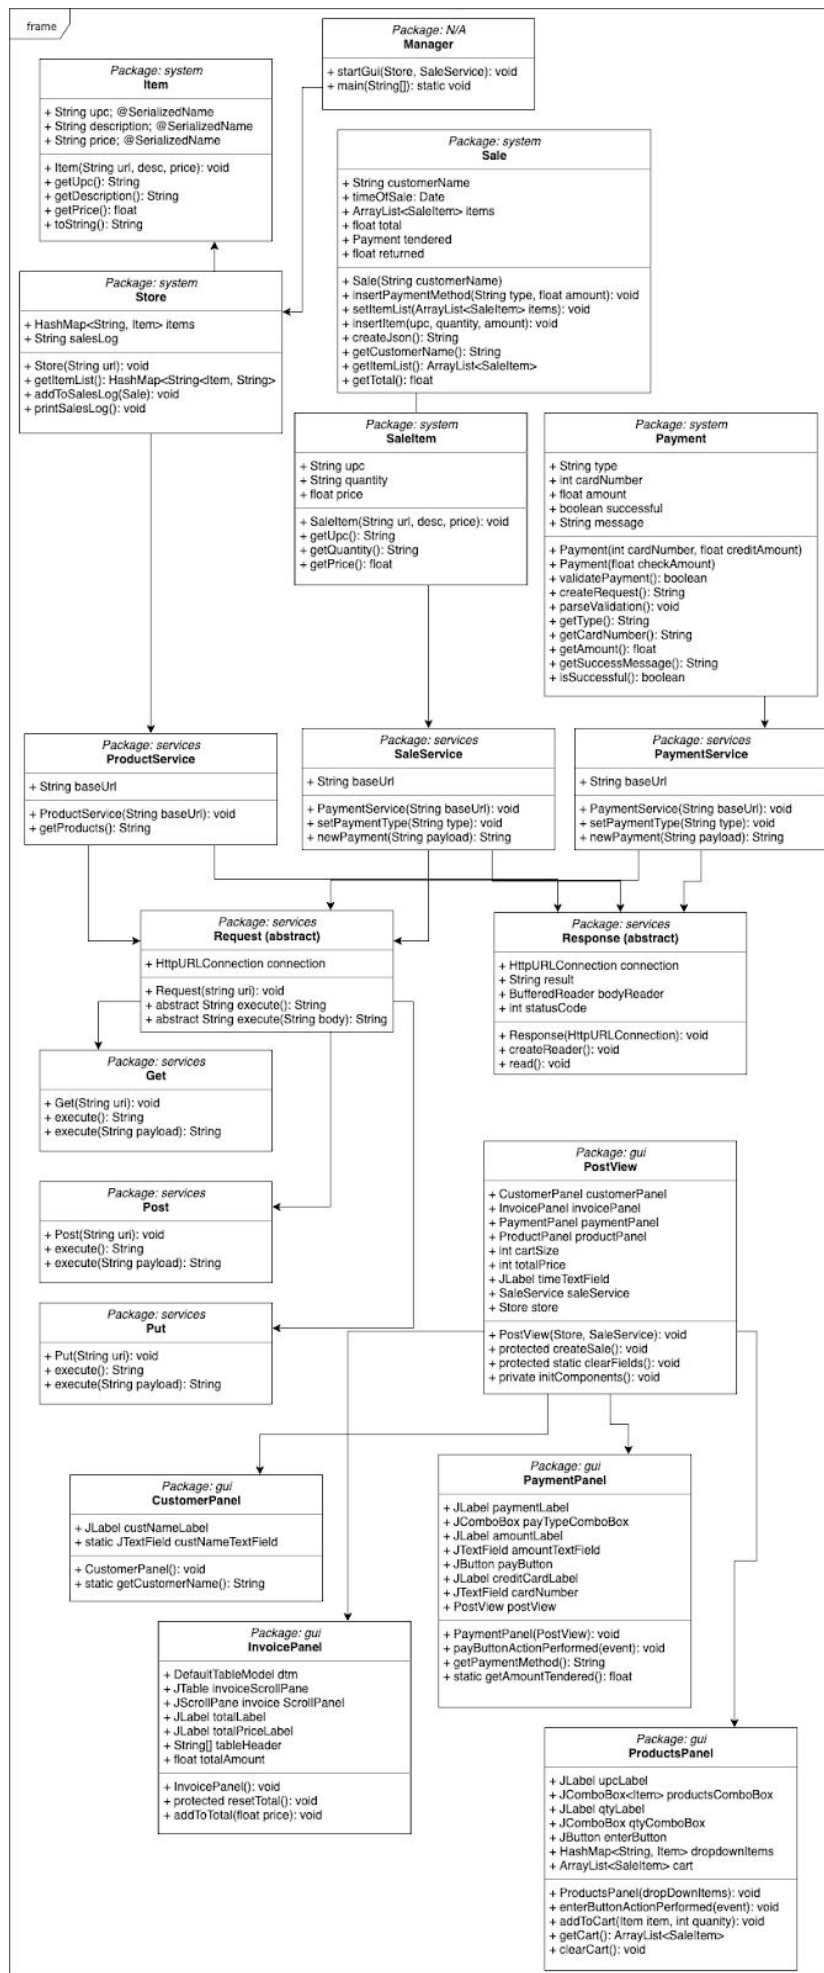 frame
Package: N/A
Manager
+ startGui(Store, SaleService): void
+ main(String[]): static void
Package: system
Item
+ String upc; @SerializedName
+ String description; @SerializedName
+ String price; @SerializedName
+ Item(String url, desc, price): void
+ getUpc(): String
+ getDescription(): String
+ getPrice(): float
+ toString(): String
Package: system
Sale
+ String customerName
+ timeOfSale: Date
+ ArrayList<SaleItem> items
+ float total
+ Payment tendered
+ float returned
+ Sale(String customerName)
+ insertPaymentMethod(String type, float amount): void
+ setItemList(ArrayList<SaleItem> items): void
+ insertItem(upc, quantity, amount): void
+ createJson(): String
+ getCustomerName(): String
+ getItemList(): ArrayList<SaleItem>
+ getTotal(): float
Package: system
Store
+ HashMap<String, Item> items
+ String salesLog
+ Store(String url): void
+ getItemList(): HashMap<String<Item, String>
+ addToSalesLog(Sale): void
+ printSalesLog(): void
Package: system
SaleItem
+ String upc
+ String quantity
+ float price
+ SaleItem(String url, desc, price): void
+ getUpc(): String
+ getQuantity(): String
+ getPrice(): float
Package: system
Payment
+ String type
+ int cardNumber
+ float amount
+ boolean successful
+ String message
+ Payment(int cardNumber, float creditAmount)
+ Payment(float checkAmount)
+ validatePayment(): boolean
+ createRequest(): String
+ parseValidation(): void
+ getType(): String
+ getCardNumber(): String
+ getAmount(): float
+ getSuccessMessage(): String
+ isSuccessful(): boolean
Package: services
ProductService
+ String baseUrl
+ ProductService(String baseUrl): void
+ getProducts(): String
Package: services
SaleService
+ String baseUrl
+ PaymentService(String baseUrl): void
+ setPaymentType(String type): void
+ newPayment(String payload): String
Package: services
PaymentService
+ String baseUrl
+ PaymentService(String baseUrl): void
+ setPaymentType(String type): void
+ newPayment(String payload): String
Package: services
Request (abstract)
+ HttpURLConnection connection
+ Request(string uri): void
+ abstract String execute(): String
+ abstract String execute(String body): String
Package: services
Response (abstract)
+ HttpURLConnection connection
+ String result
+ BufferedReader bodyReader
+ int statusCode
+ Response(HttpURLConnection): void
+ createReader(): void
+ read(): void
Package: services
Get
+ Get(String uri): void
+ execute(): String
+ execute(String payload): String
Package: services
Post
+ Post(String uri): void
+ execute(): String
+ execute(String payload): String
Package: services
Put
+ Put(String uri): void
+ execute(): String
+ execute(String payload): String
Package: gui
PostView
+ CustomerPanel customerPanel
+ InvoicePanel invoicePanel
+ PaymentPanel paymentPanel
+ ProductPanel productPanel
+ int cartSize
+ int totalPrice
+ JLabel timeTextField
+ SaleService saleService
+ Store store
+ PostView(Store, SaleService): void
+ protected createSale(): void
+ protected static clearFields(): void
+ private initComponents(): void
Package: gui
CustomerPanel
+ JLabel custNameLabel
+ static JTextField custNameTextField
+ CustomerPanel(): void
+ static getCustomerName(): String
Package: gui
PaymentPanel
+ JLabel paymentLabel
+ JComboBox payTypeComboBox
+ JLabel amountLabel
+ JTextField amountTextField
+ JButton payButton
+ JLabel creditCardLabel
+ JTextField cardNumber
+ PostView postView
+ PaymentPanel(PostView): void
+ payButtonActionPerformed(event): void
+ getPaymentMethod(): String
+ static getAmountTendered(): float
Package: gui
InvoicePanel
+ DefaultTableModel dtm
+ JTable invoiceScrollPane
+ JScrollPane invoice ScrollPanel
+ JLabel totalLabel
+ JLabel totalPriceLabel
+ String[] tableHeader
+ float totalAmount
+ InvoicePanel(): void
+ protected resetTotal(): void
+ addToTotal(float price): void
Package: gui
ProductsPanel
+ JLabel upcLabel
+ JComboBox<Item> productsComboBox
+ JLabel qtyLabel
+ JComboBox qtyComboBox
+ JButton enterButton
+ HashMap<String, Item> dropdownItems
+ ArrayList<SaleItem> cart
+ ProductsPanel(dropDownItems): void
+ enterButtonActionPerformed(event): void
+ addToCart(Item item, int quanity): void
+ getCart(): ArrayList<SaleItem>
+ clearCart(): void